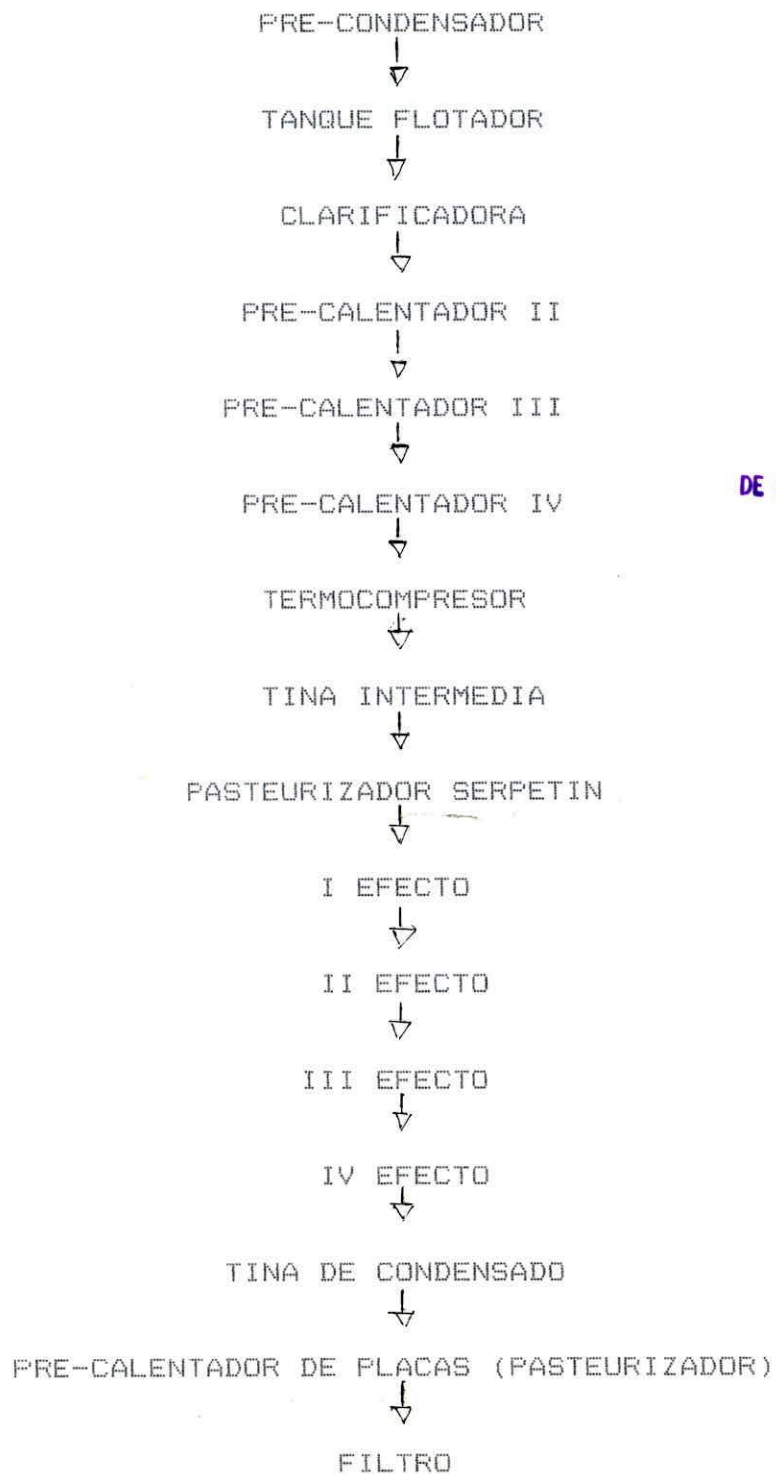 PRE-CONDENSADOR
TANQUE FLOTADOR
CLARIFICADORA
PRE-CALENTADOR II
PRE-CALENTADOR III
DE
PRE-CALENTADOR IV
TERMOCOMPRESOR
TINA INTERMEDIA
PASTEURIZADOR SERPETIN
I EFECTO
II EFECTO
III EFECTO
IV EFECTO
TINA DE CONDENSADO
PRE-CALENTADOR DE PLACAS (PASTEURIZADOR)
FILTRO